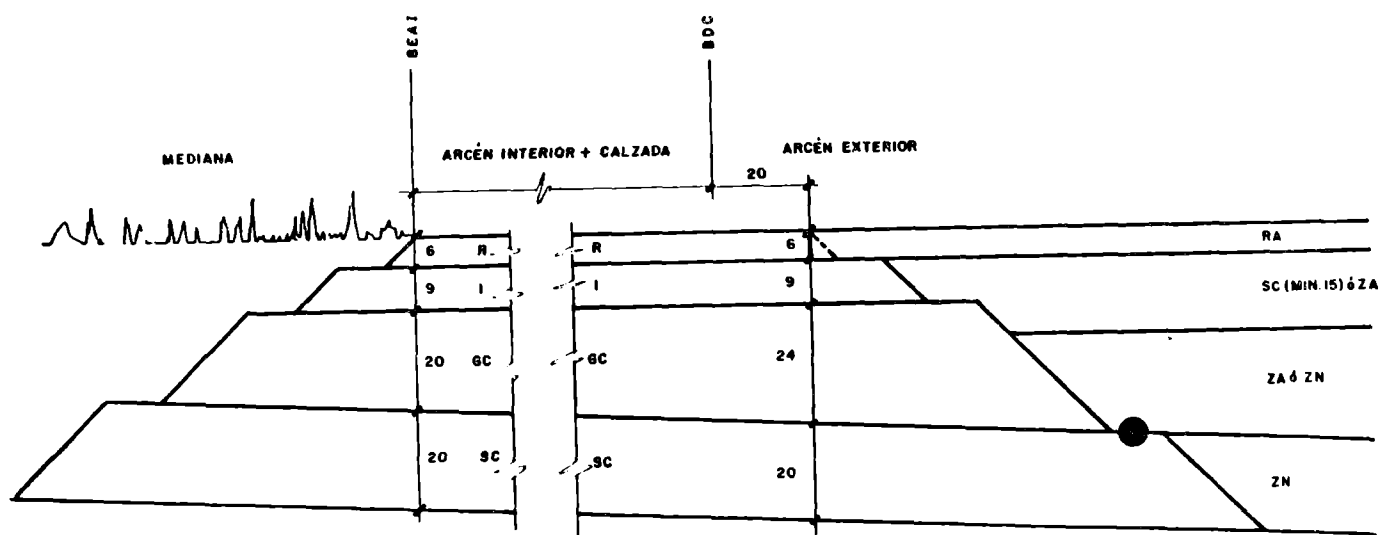 BEAI
BDC
MEDIANA
ARCÉN INTERIOR + CALZADA
ARCÉN EXTERIOR
20
6 R R 6 RA
9 I I 9 SC (MIN. 15) ó ZA
20 GC GC 24 ZA ó ZN
20 SC SC 20 ZN